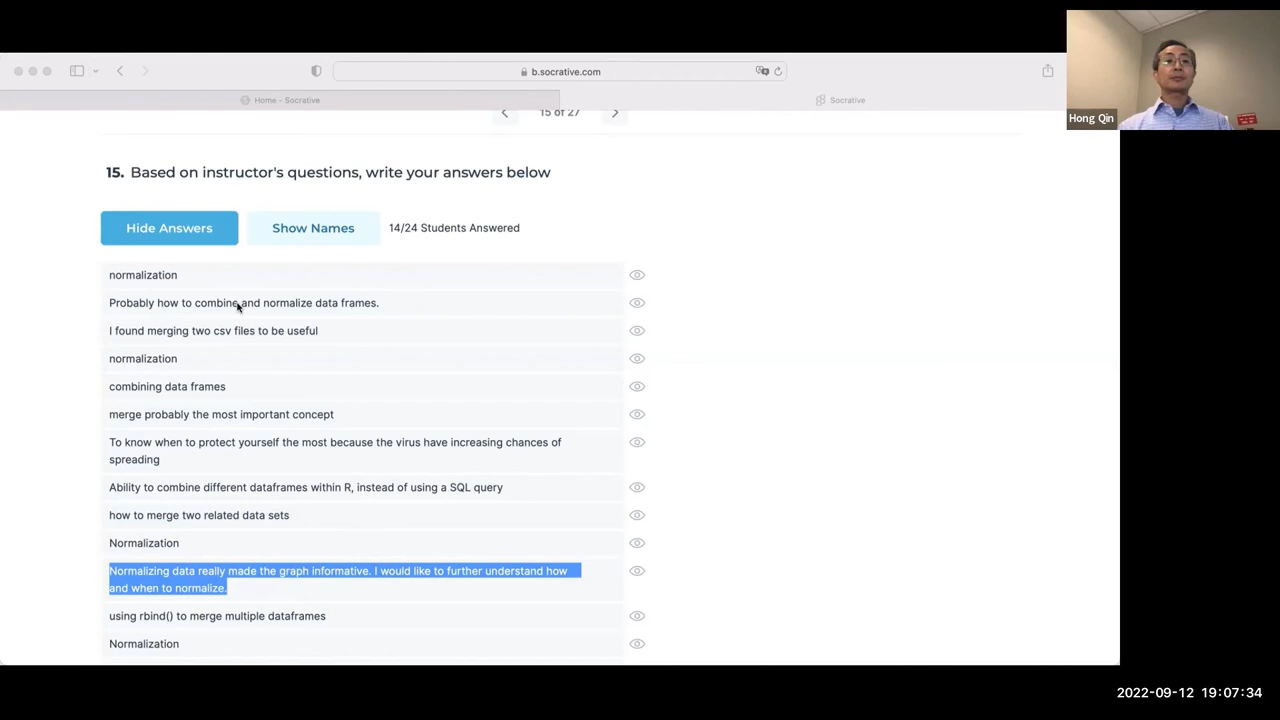 b.socrative.com
Home - Socrative
Socrative
15 of 27
Hong Qin
15. Based on instructor's questions, write your answers below
Hide Answers
Show Names
14/24 Students Answered
normalization
Probably how to combine and normalize data frames.
I found merging two csv files to be useful
normalization
combining data frames
merge probably the most important concept
To know when to protect yourself the most because the virus have increasing chances of
spreading
Ability to combine different dataframes within R, instead of using a SQL query
how to merge two related data sets
Normalization
Normalizing data really made the graph informative. I would like to further understand how
and when to normalize.
using rbind() to merge multiple dataframes
Normalization
2022-09-12 19:07:34